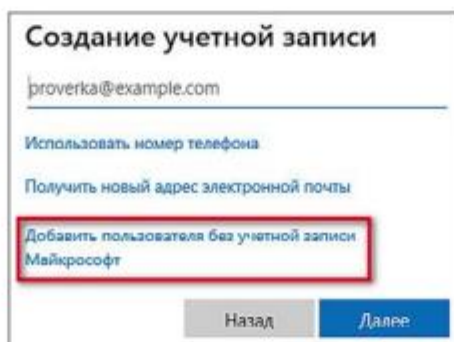 Создание учетной записи
proverka@example.com
Использовать номер телефона
Получить новый адрес электронной почты
Добавить пользователя без учетной записи
Майкрософт
Назад Далее